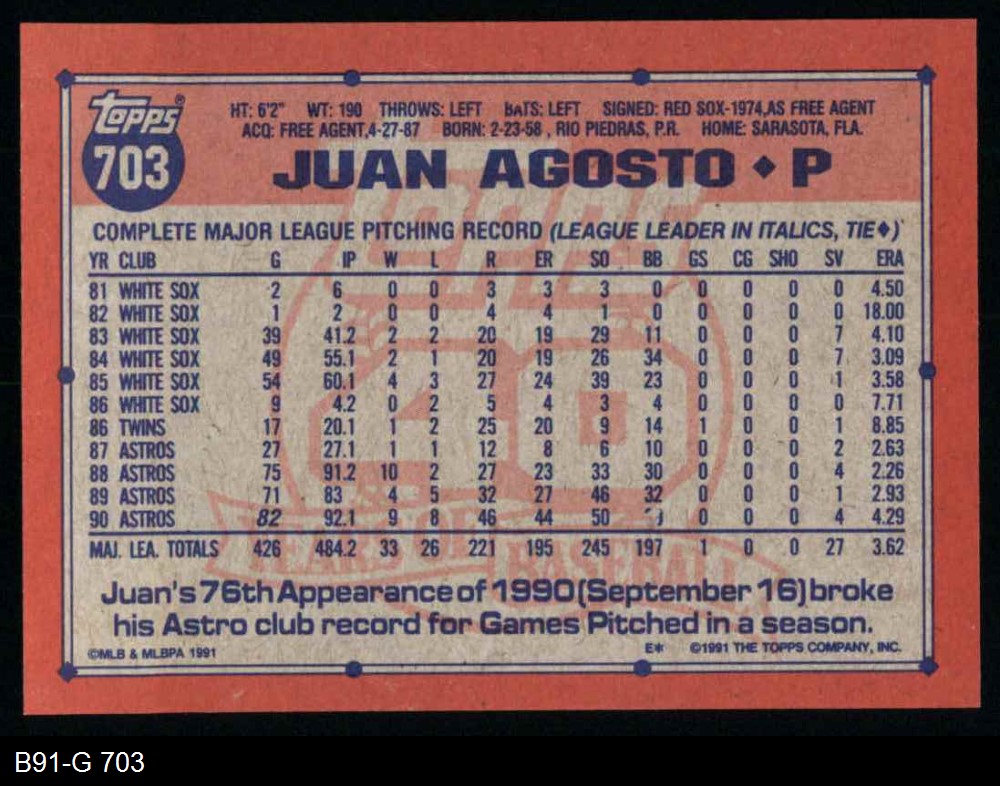 Topps®
703
HT: 6'2" WT: 190 THROWS: LEFT BATS: LEFT SIGNED: RED SOX-1974,AS FREE AGENT
ACQ: FREE AGENT,4-27-87 BORN: 2-23-58 , RIO PIEDRAS, P.R. HOME: SARASOTA, FLA.
JUAN AGOSTO ♦ P
COMPLETE MAJOR LEAGUE PITCHING RECORD (LEAGUE LEADER IN ITALICS, TIE♦)
YR CLUB G IP W L R ER SO BB GS CG SHO SV ERA
81 WHITE SOX 2 6 0 0 3 3 3 0 0 0 0 0 4.50
82 WHITE SOX 1 2 0 0 4 4 1 0 0 0 0 0 18.00
83 WHITE SOX 39 41.2 2 2 20 19 29 11 0 0 0 7 4.10
84 WHITE SOX 49 55.1 2 1 20 19 26 34 0 0 0 7 3.09
85 WHITE SOX 54 60.1 4 3 27 24 39 23 0 0 0 1 3.58
86 WHITE SOX 9 4.2 0 2 5 4 3 4 0 0 0 0 7.71
86 TWINS 17 20.1 1 2 25 20 9 14 1 0 0 1 8.85
87 ASTROS 27 27.1 1 1 12 8 6 10 0 0 0 2 2.63
88 ASTROS 75 91.2 10 2 27 23 33 30 0 0 0 4 2.26
89 ASTROS 71 83 4 5 32 27 46 32 0 0 0 1 2.93
90 ASTROS 82 92.1 9 8 46 44 50 0 0 0 4 4.29
MAJ. LEA. TOTALS 426 484.2 33 26 221 195 245 197 1 0 0 27 3.62
Topps
40
YEARS OF BASEBALL
Juan's 76th Appearance of 1990 (September 16) broke
his Astro club record for Games Pitched in a season.
©MLB & MLBPA 1991 E* ©1991 THE TOPPS COMPANY, INC.
B91-G 703